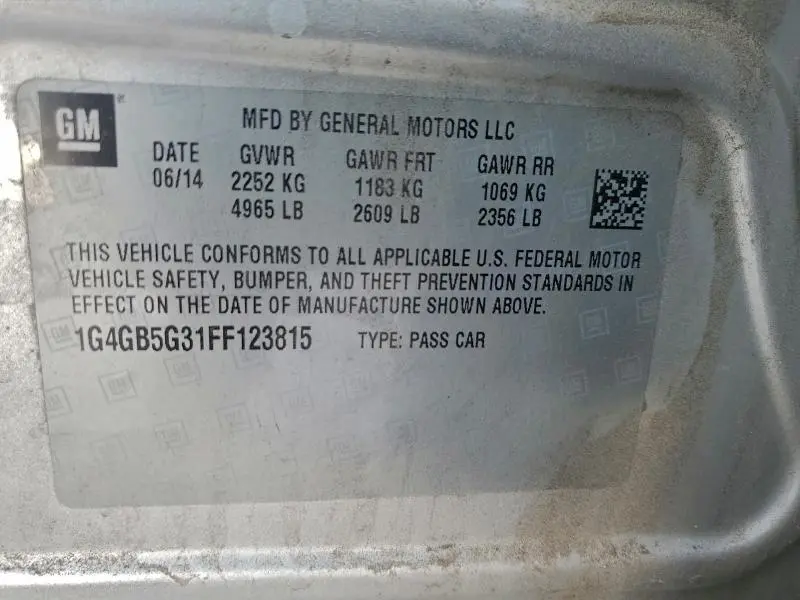 GM
MFD BY GENERAL MOTORS LLC
DATE GVWR GAWR FRT GAWR RR
06/14 2252 KG 1183 KG 1069 KG
4965 LB 2609 LB 2356 LB
THIS VEHICLE CONFORMS TO ALL APPLICABLE U.S. FEDERAL MOTOR
VEHICLE SAFETY, BUMPER, AND THEFT PREVENTION STANDARDS IN
EFFECT ON THE DATE OF MANUFACTURE SHOWN ABOVE.
1G4GB5G31FF123815 TYPE: PASS CAR